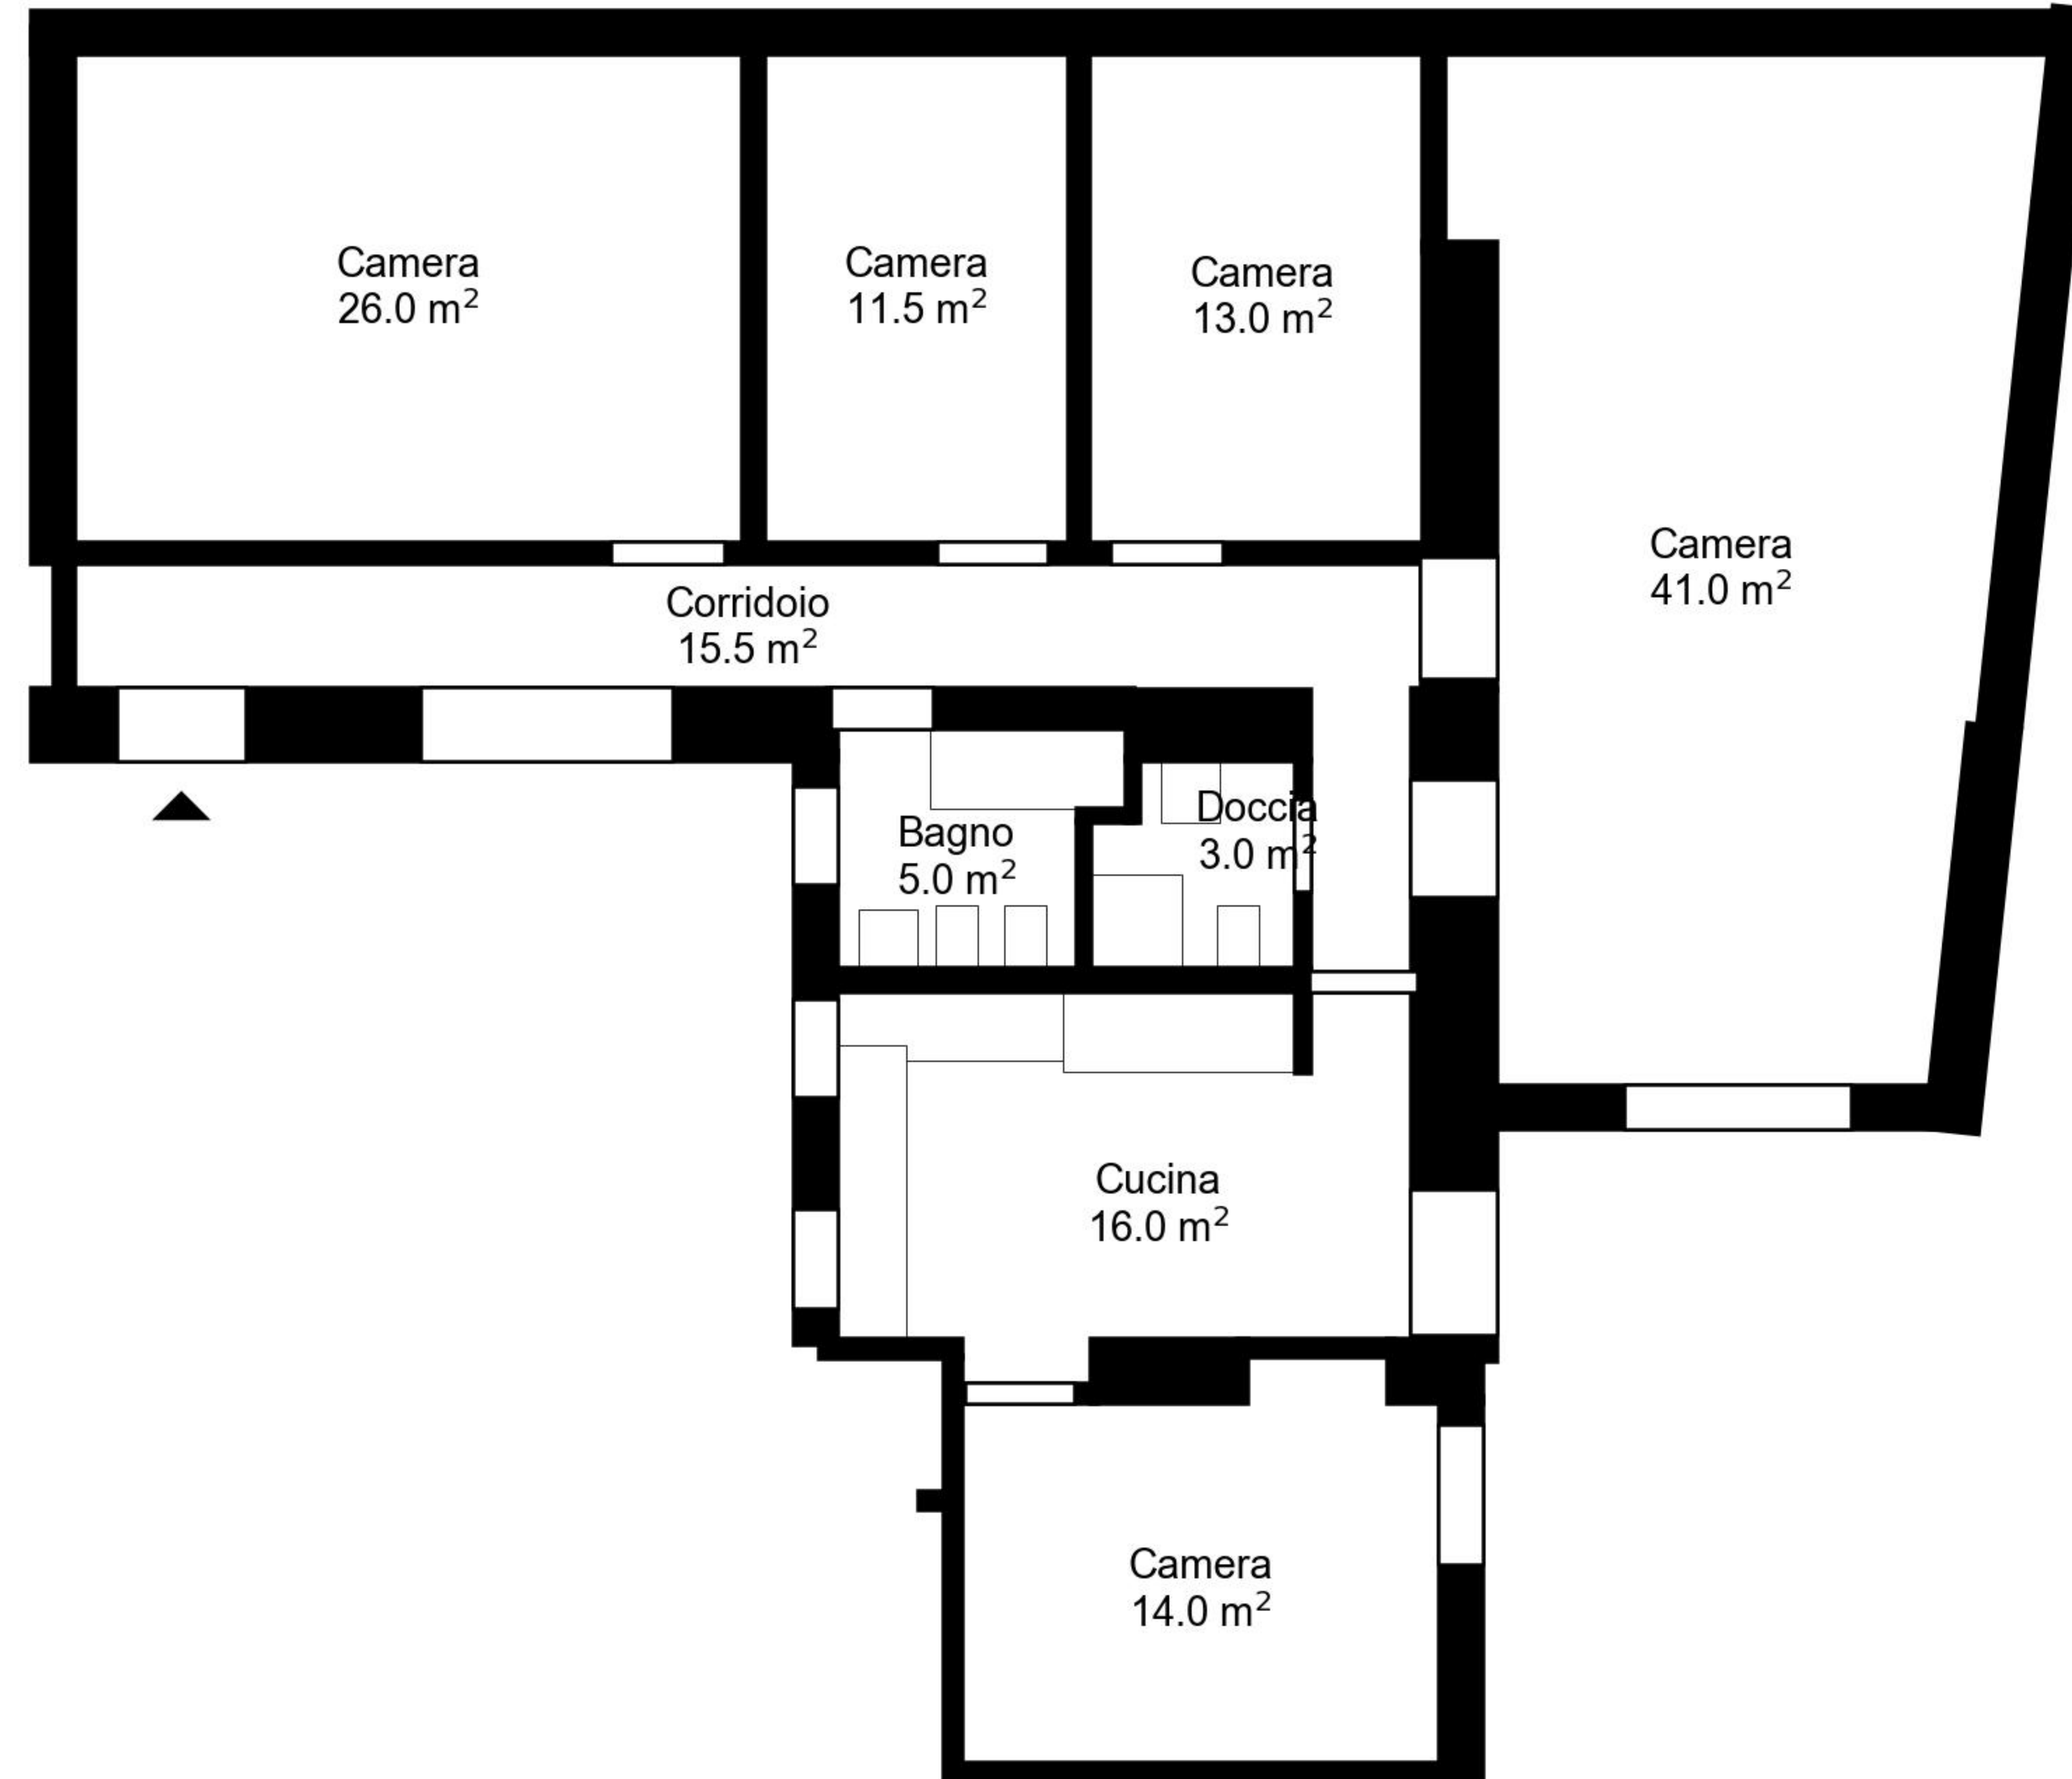 Camera
26.0 m²
Camera
11.5 m²
Camera
13.0 m²
Camera
41.0 m²
Corridoio
15.5 m²
Bagno
5.0 m²
Doccia
3.0 m²
Cucina
16.0 m²
Camera
14.0 m²